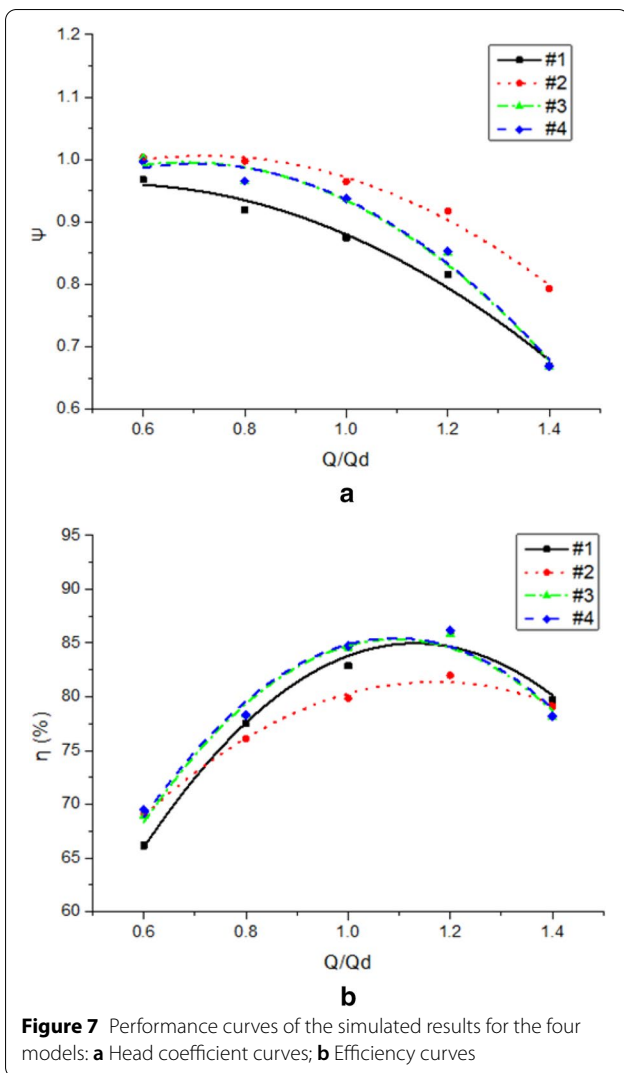 1.2
1.1
1.0
0.9
0.8
0.7
0.6
ψ
#1
#2
#3
#4
0.6 0.8 1.0 1.2 1.4
Q/Qd
a
95
90
85
80
75
70
65
60
η (%)
#1
#2
#3
#4
0.6 0.8 1.0 1.2 1.4
Q/Qd
b
Figure 7 Performance curves of the simulated results for the four
models: a Head coefficient curves; b Efficiency curves